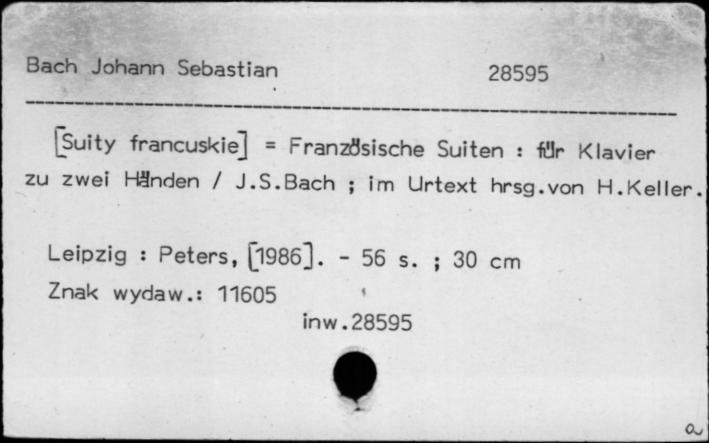 Bach Johann Sebastian 28595
[Suity francuskie] = Französische Suiten : für Klavier
zu zwei Händen / J.S.Bach ; im Urtext hrsg.von H.Keller.
Leipzig : Peters, [1986]. - 56 s. ; 30 cm
Znak wydaw.: 11605
inw.28595